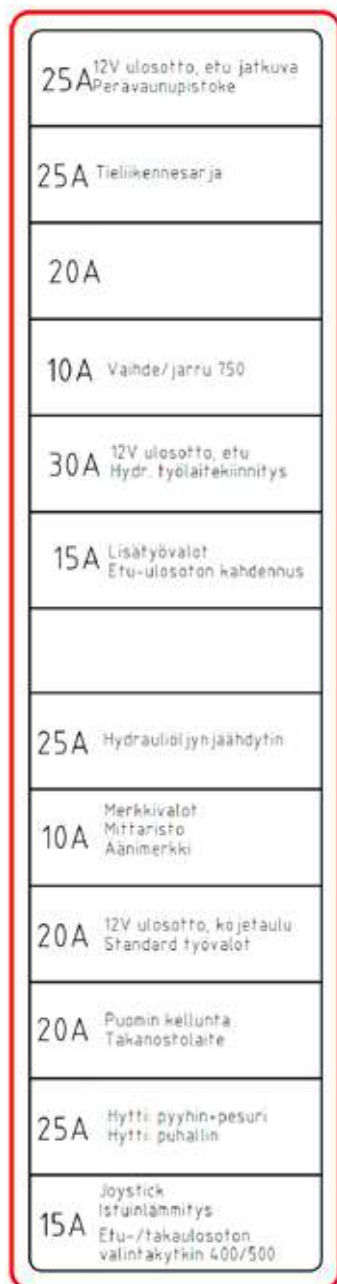 25A 12V ulosotto, etu jatkuva
Perävaunupistoke
25A Tieliikennesarja
20A
10A Vaihde/jarru 750
30A 12V ulosotto, etu
Hydr. työlaitekiinnitys
15A Lisätyövalot
Etu-ulosoton kahdennus
25A Hydrauliöljynjäähdytin
10A Merkkivalot
Mittaristo
Äänimerkki
20A 12V ulosotto, kojetaulu
Standard työvalot
20A Puomin kellunta
Takanostolaite
25A Hytti: pyyhin+pesuri
Hytti: puhallin
15A Joystick
Istuinlämmitys
Etu-/takaulosoton
valintakytkin 400/500